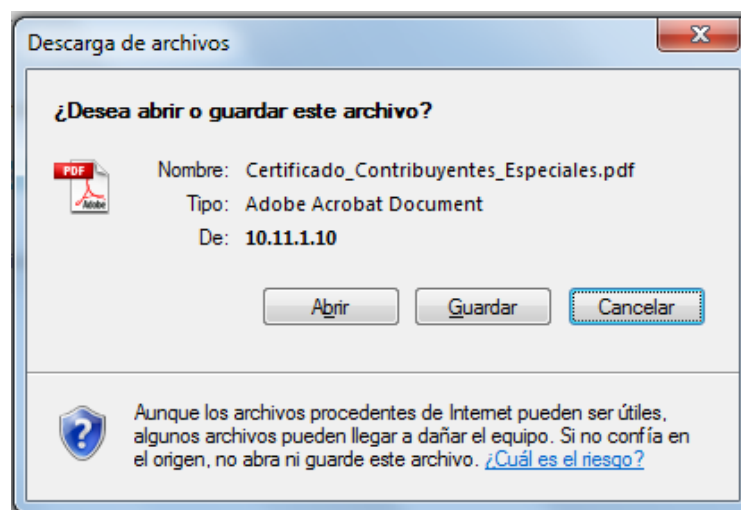 Descarga de archivos
X
¿Desea abrir o guardar este archivo?
PDF
Adobe
Nombre: Certificado_Contribuyentes_Especiales.pdf
Tipo: Adobe Acrobat Document
De: 10.11.1.10
Abrir Guardar Cancelar
Aunque los archivos procedentes de Internet pueden ser útiles,
algunos archivos pueden llegar a dañar el equipo. Si no confía en
el origen, no abra ni guarde este archivo. ¿Cuál es el riesgo?